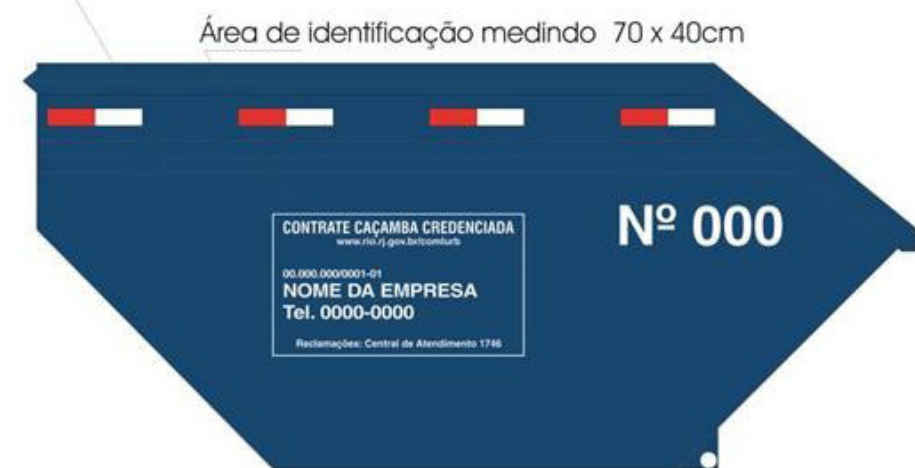 Área de identificação medindo 70 x 40cm
CONTRATE CAÇAMBA CREDENCIADA
www.rio.rj.gov.br/comlurb
Nº 000
00.000.000/0001-01
NOME DA EMPRESA
Tel. 0000-0000
Reclamações: Central de Atendimento 1746